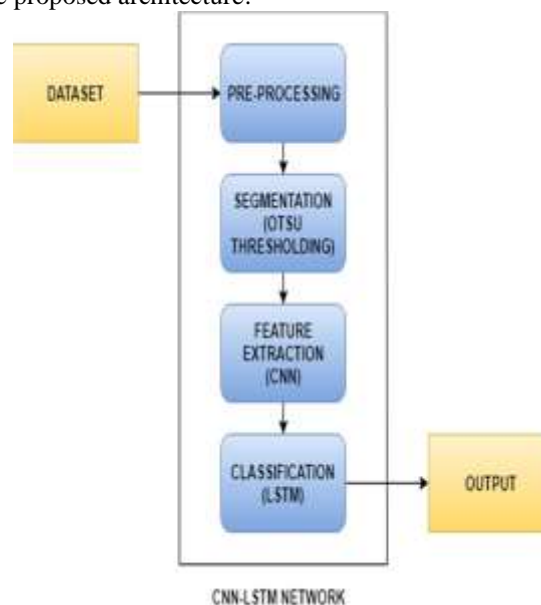 proposed architecture.
DATASET
PRE-PROCESSING
SEGMENTATION
(OTSU
THRESHOLDING)
FEATURE
EXTRACTION
(CNN)
CLASSIFICATION
(LSTM)
OUTPUT
CNN-LSTM NETWORK